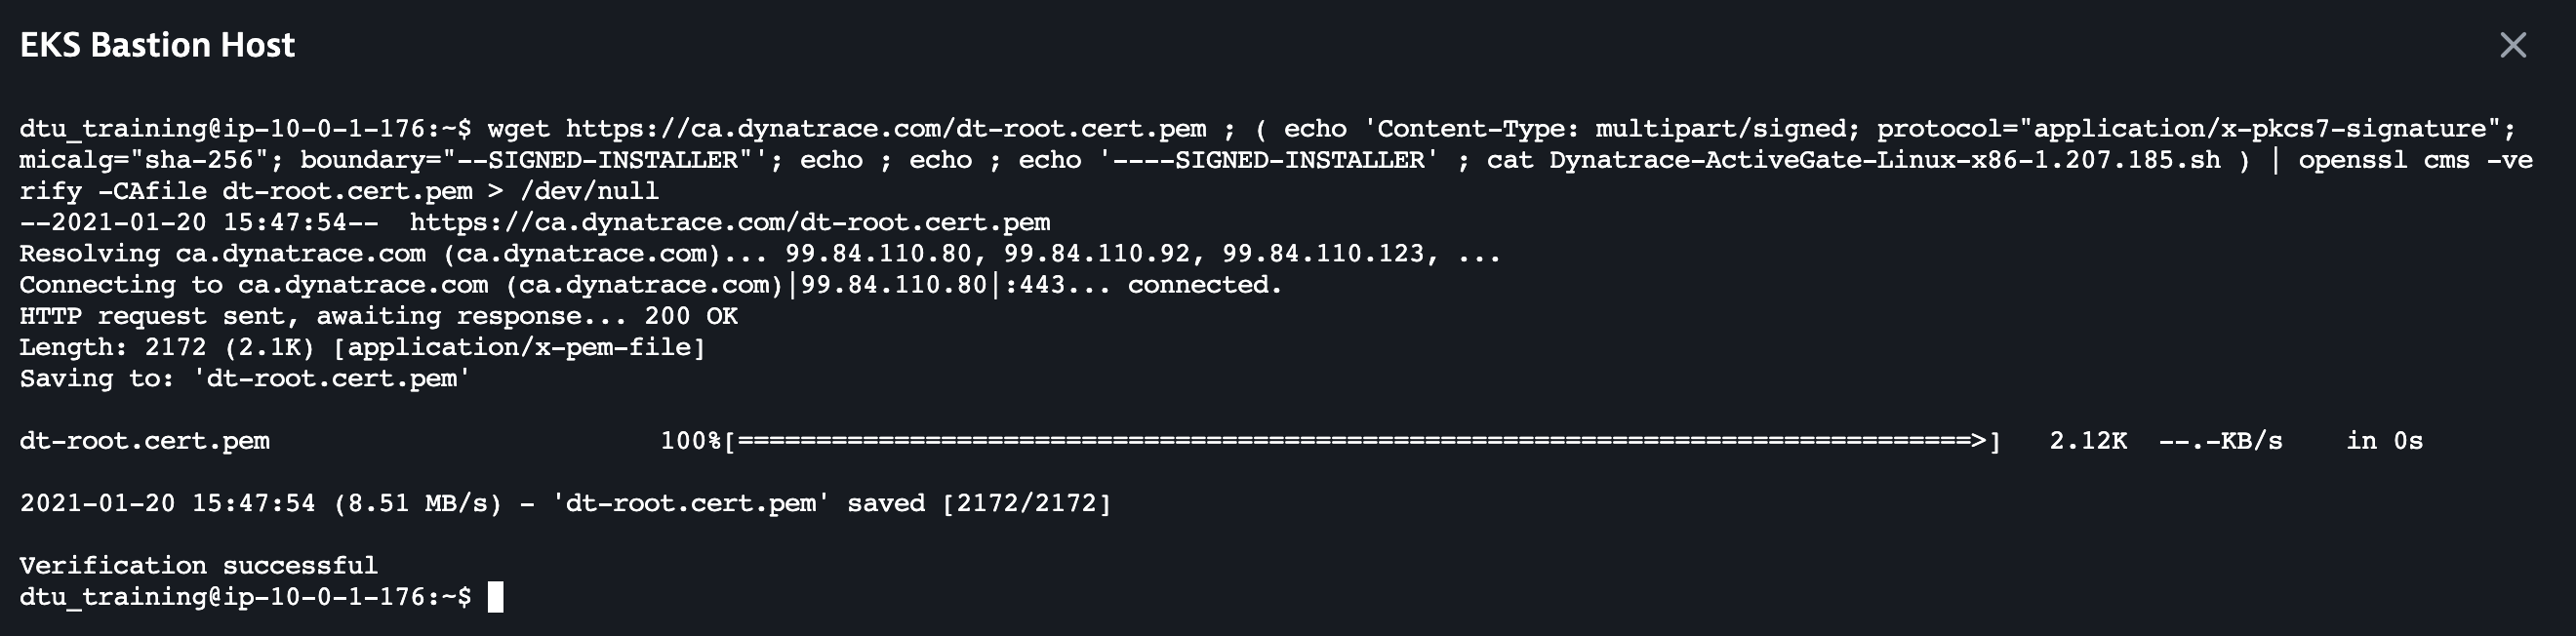 EKS Bastion Host
dtu_training@ip-10-0-1-176:~$ wget https://ca.dynatrace.com/dt-root.cert.pem ; ( echo 'Content-Type: multipart/signed; protocol="application/x-pkcs7-signature";
micalg="sha-256"; boundary="--SIGNED-INSTALLER"'; echo ; echo ; echo '----SIGNED-INSTALLER' ; cat Dynatrace-ActiveGate-Linux-x86-1.207.185.sh ) | openssl cms -ve
rify -CAfile dt-root.cert.pem > /dev/null
--2021-01-20 15:47:54--  https://ca.dynatrace.com/dt-root.cert.pem
Resolving ca.dynatrace.com (ca.dynatrace.com)... 99.84.110.80, 99.84.110.92, 99.84.110.123, ...
Connecting to ca.dynatrace.com (ca.dynatrace.com)|99.84.110.80|:443... connected.
HTTP request sent, awaiting response... 200 OK
Length: 2172 (2.1K) [application/x-pem-file]
Saving to: 'dt-root.cert.pem'
dt-root.cert.pem                         100%[===============================================================================>]   2.12K  --.-KB/s    in 0s
2021-01-20 15:47:54 (8.51 MB/s) - 'dt-root.cert.pem' saved [2172/2172]
Verification successful
dtu_training@ip-10-0-1-176:~$